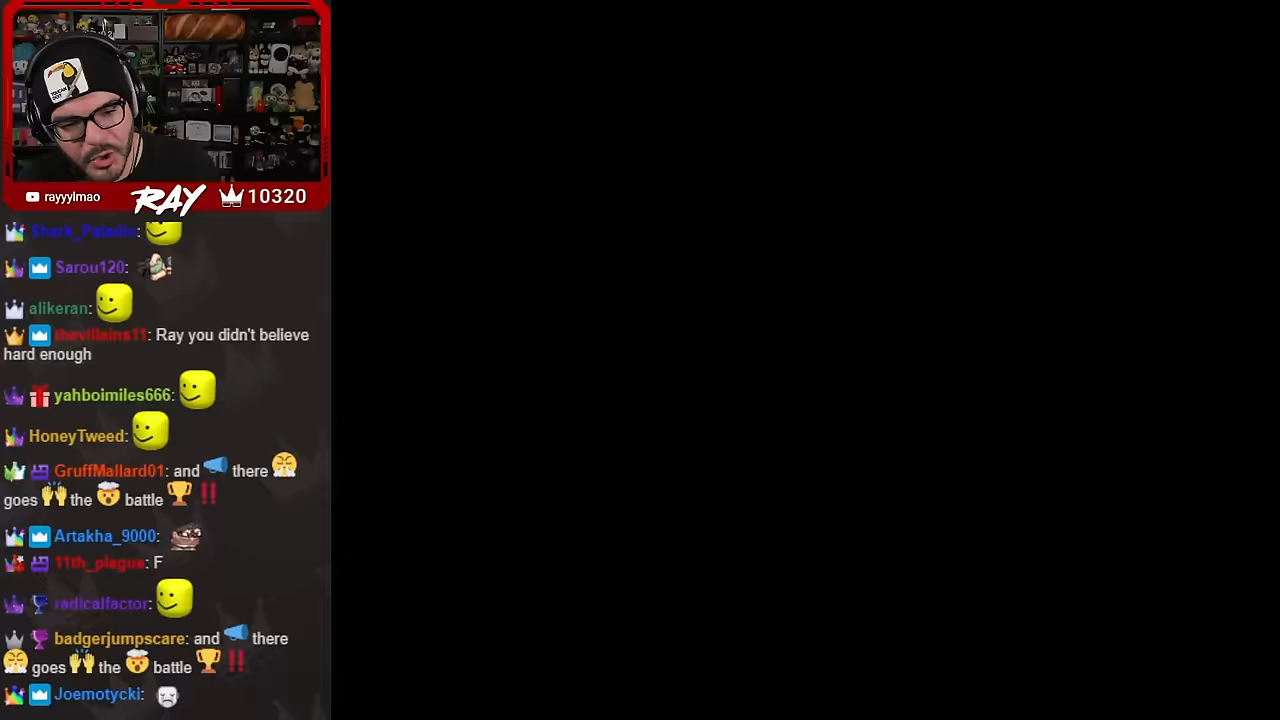 rayyylmao
RAY
10320
Shark_Paladin:
Sarou120:
alikeran:
thevillains11: Ray you didn't believe
hard enough
yahboimiles666:
HoneyTweed:
GruffMallard01: and there
goes the battle
Artakha_9000:
11th_plague: F
radicalfactor:
badgerjumpscare: and there
goes the battle
Joemotycki: